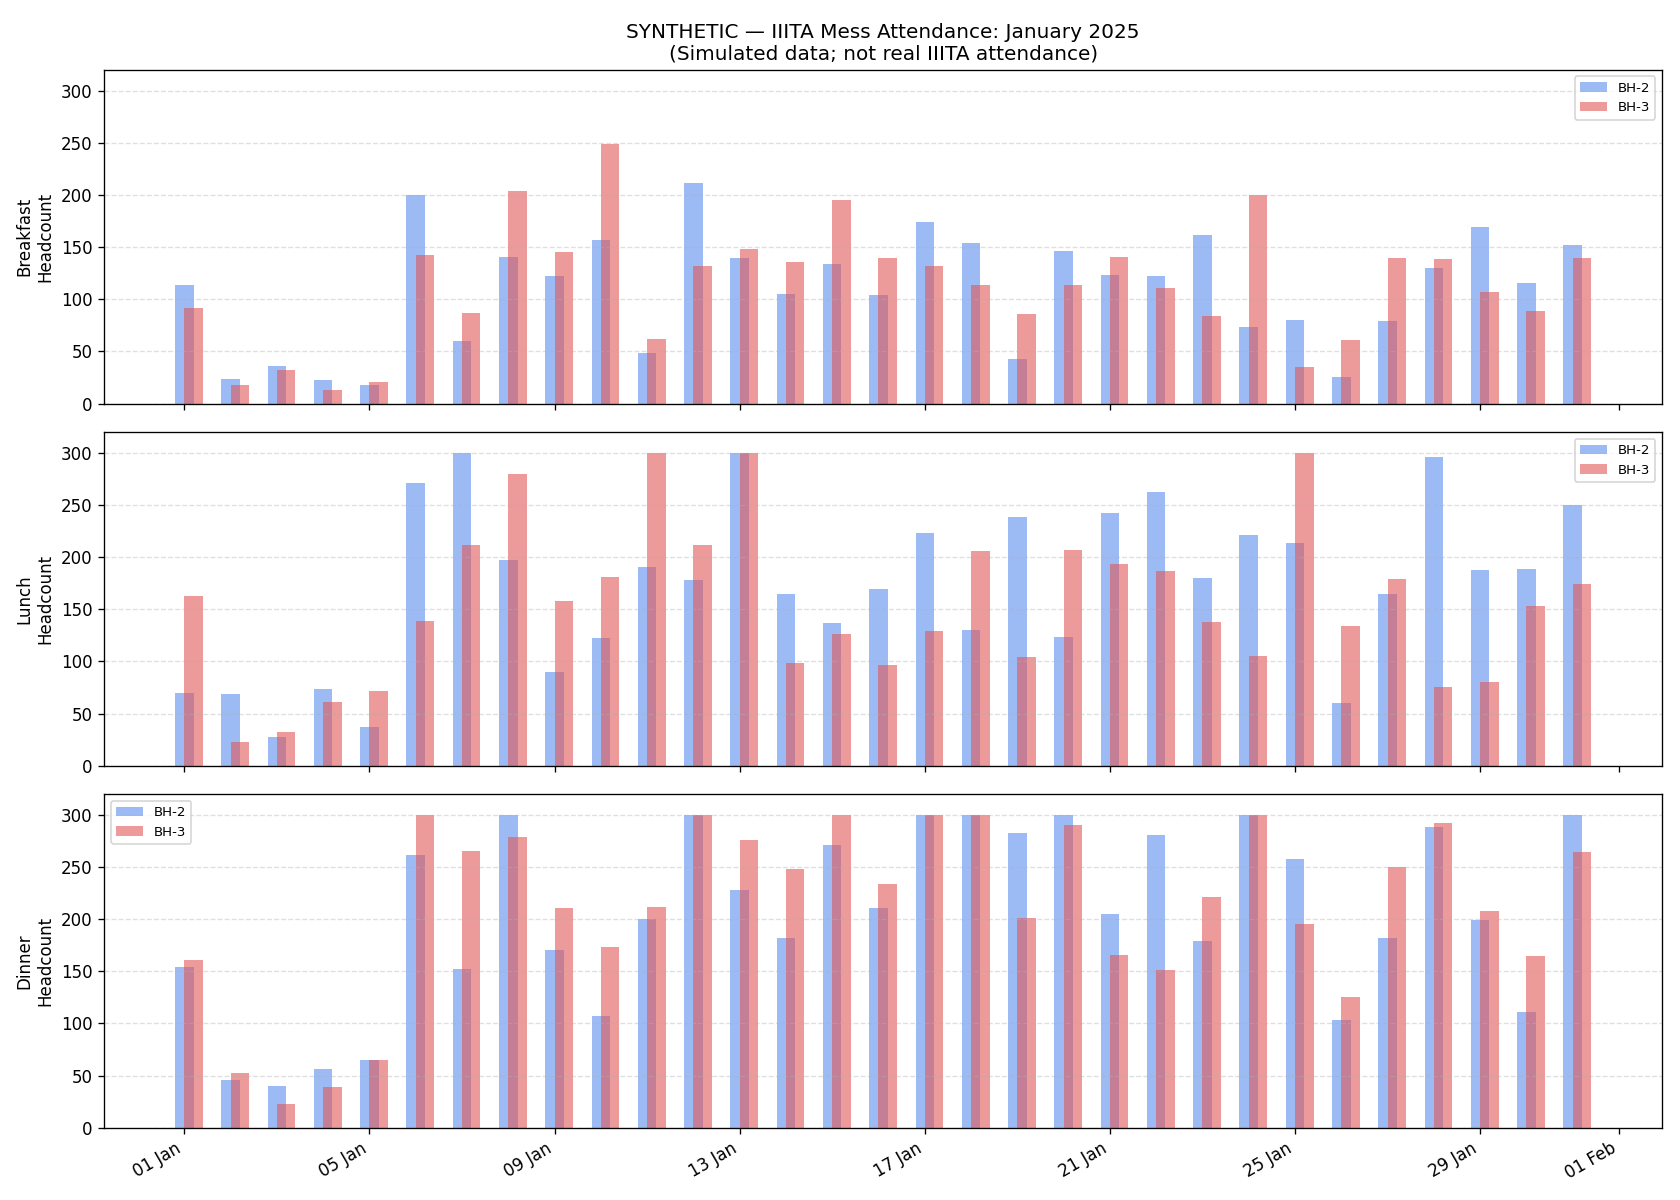 SYNTHETIC — IIITA Mess Attendance: January 2025
(Simulated data; not real IIITA attendance)
Breakfast
Headcount
300
250
200
150
100
50
0
BH-2
BH-3
Lunch
Headcount
300
250
200
150
100
50
0
BH-2
BH-3
Dinner
Headcount
300
250
200
150
100
50
0
BH-2
BH-3
01 Jan
05 Jan
09 Jan
13 Jan
17 Jan
21 Jan
25 Jan
29 Jan
01 Feb